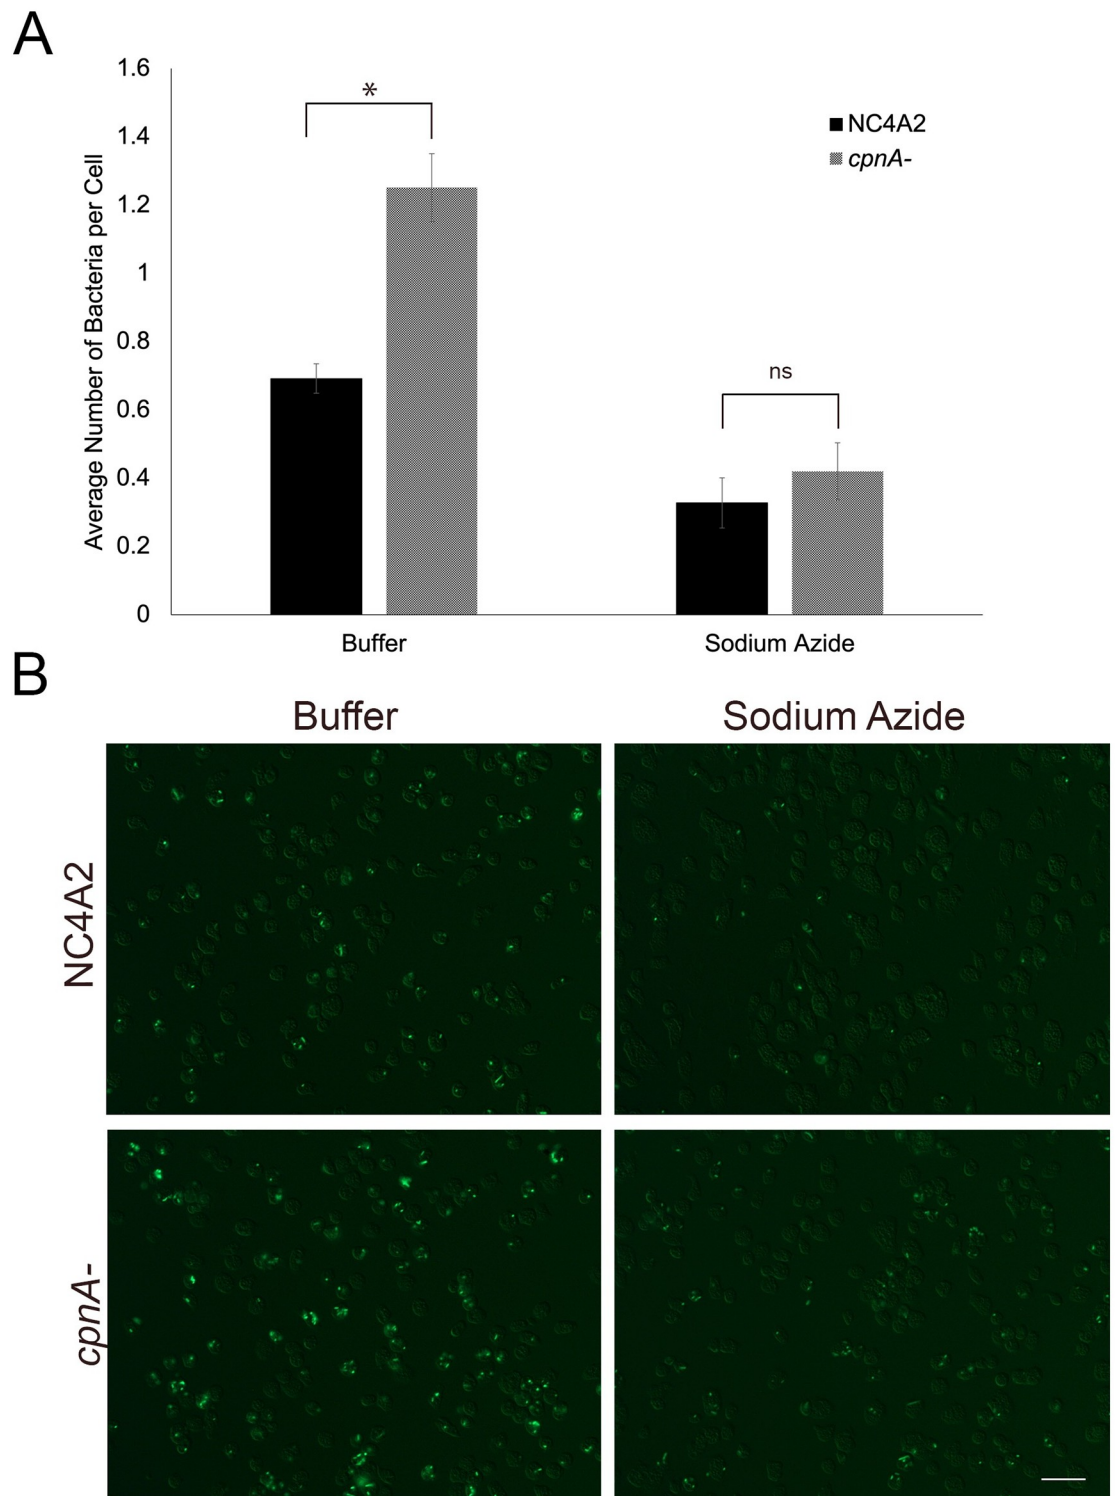 A
1.6
1.4
1.2
1
0.8
0.6
0.4
0.2
0
Average Number of Bacteria per Cell
*
ns
NC4A2
cpnA-
Buffer
Sodium Azide
B
Buffer
Sodium Azide
NC4A2
cpnA-